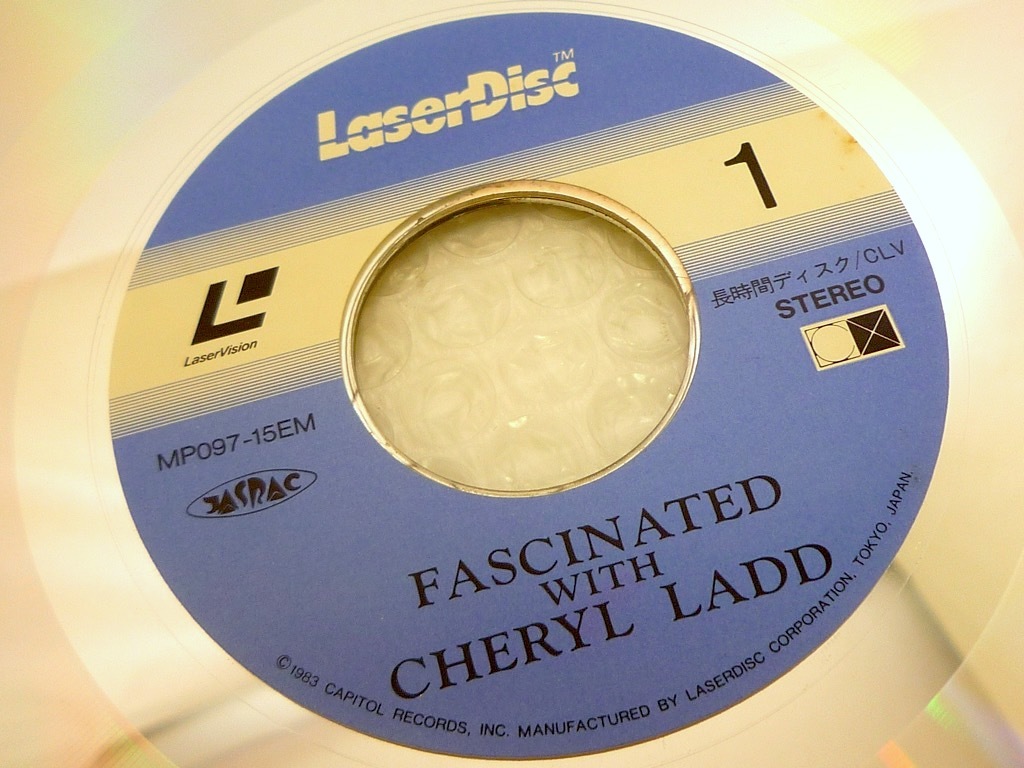 LaserDisc™
1
LaserVision
長時間ディスク/CLV
STEREO
MP097-15EM
JASRAC
FASCINATED
WITH
CHERYL LADD
©1983 CAPITOL RECORDS, INC. MANUFACTURED BY LASERDISC CORPORATION, TOKYO, JAPAN.